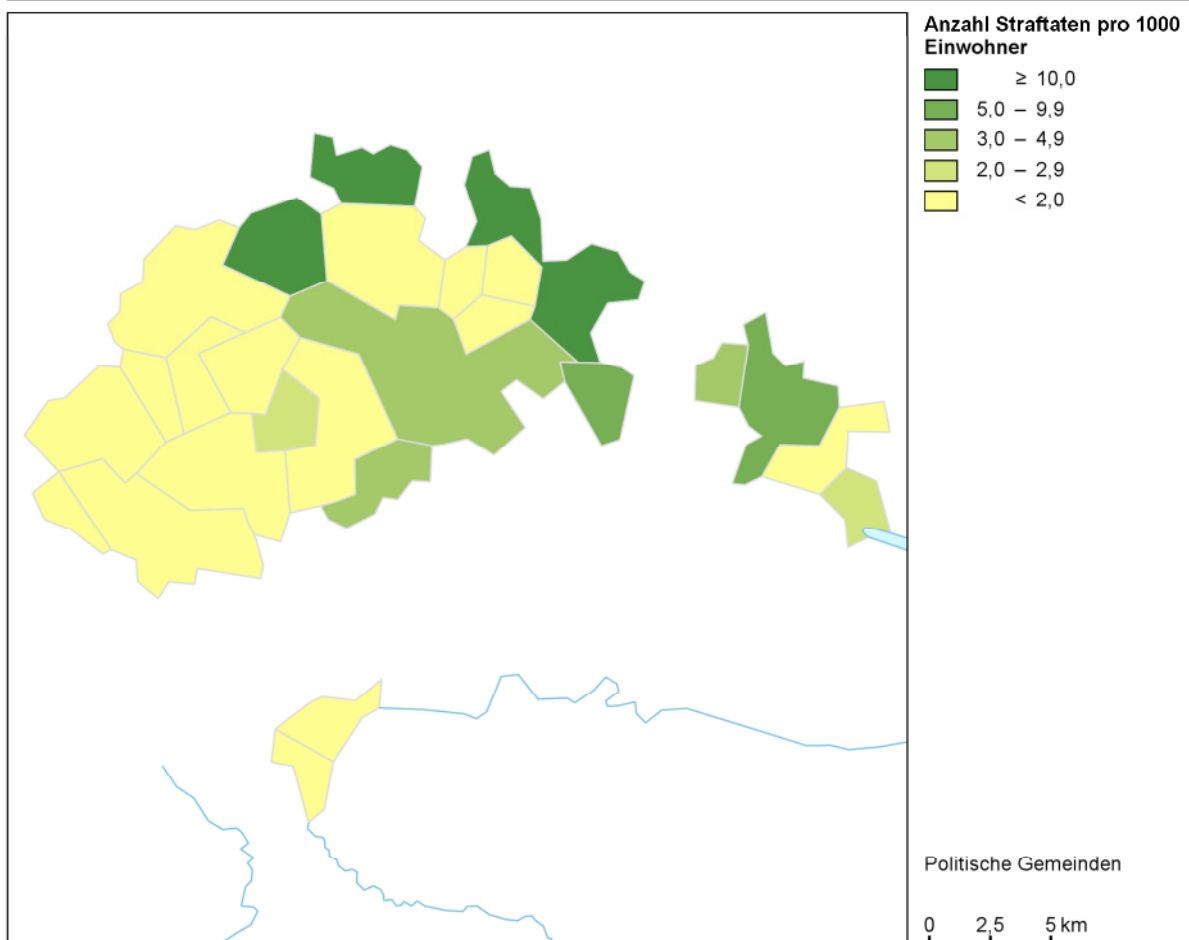 Anzahl Straftaten pro 1000
Einwohner
≥ 10,0
5,0 – 9,9
3,0 – 4,9
2,0 – 2,9
< 2,0
Politische Gemeinden
0 2,5 5 km